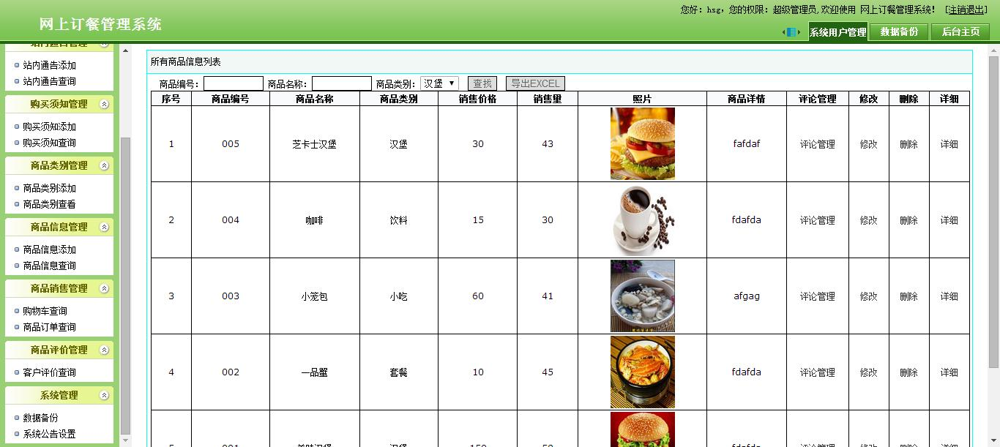 您好：hsg，您的权限：超级管理员,欢迎使用 网上订餐管理系统！ [注销退出]
网上订餐管理系统
系统用户管理 数据备份 后台主页
站内通告管理
站内通告添加
站内通告查询
购买须知管理
购买须知添加
购买须知查询
商品类别管理
商品类别添加
商品类别查看
商品信息管理
商品信息添加
商品信息查询
商品销售管理
购物车查询
商品订单查询
商品评价管理
客户评价查询
系统管理
数据备份
系统公告设置
所有商品信息列表
商品编号： 商品名称： 商品类别： 汉堡 查找 导出EXCEL
序号 商品编号 商品名称 商品类别 销售价格 销售量 照片 商品详情 评论管理 修改 删除 详细
1 005 芝卡士汉堡 汉堡 30 43 fafdaf 评论管理 修改 删除 详细
2 004 咖啡 饮料 15 30 fdafda 评论管理 修改 删除 详细
3 003 小笼包 小吃 60 41 afgag 评论管理 修改 删除 详细
4 002 一品蟹 套餐 10 45 fdafda 评论管理 修改 删除 详细
5 001 美味汉堡 汉堡 150 58 fdafda 评论管理 修改 删除 详细